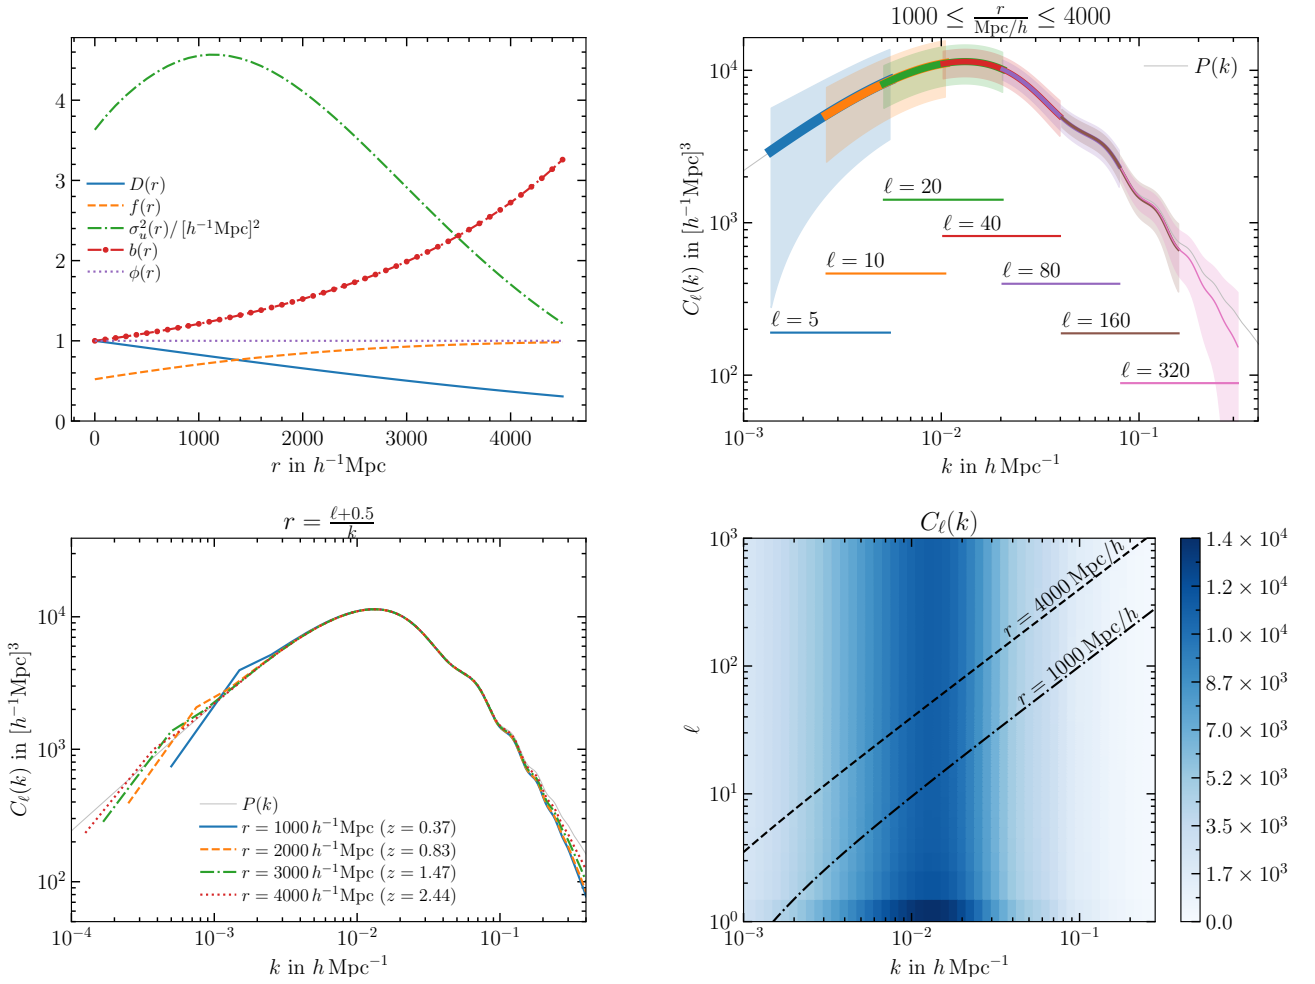 4
3
2
1
0
0
1000
2000
3000
4000
r in h⁻¹Mpc
D(r)
f(r)
σᵤ²(r)/[h⁻¹Mpc]²
b(r)
ϕ(r)
1000 ≤ r/(Mpc/h) ≤ 4000
C_ℓ(k) in [h⁻¹Mpc]³
10⁴
10³
10²
P(k)
ℓ = 20
ℓ = 40
ℓ = 10
ℓ = 80
ℓ = 5
ℓ = 160
ℓ = 320
10⁻³
10⁻²
10⁻¹
k in h Mpc⁻¹
r = (ℓ+0.5)/k
C_ℓ(k) in [h⁻¹Mpc]³
10⁴
10³
10²
P(k)
r = 1000 h⁻¹Mpc (z = 0.37)
r = 2000 h⁻¹Mpc (z = 0.83)
r = 3000 h⁻¹Mpc (z = 1.47)
r = 4000 h⁻¹Mpc (z = 2.44)
10⁻⁴
10⁻³
10⁻²
10⁻¹
k in h Mpc⁻¹
C_ℓ(k)
ℓ
10³
10²
10¹
10⁰
r = 4000 Mpc/h
r = 1000 Mpc/h
10⁻³
10⁻²
10⁻¹
k in h Mpc⁻¹
1.4 × 10⁴
1.2 × 10⁴
1.0 × 10⁴
8.7 × 10³
7.0 × 10³
5.2 × 10³
3.5 × 10³
1.7 × 10³
0.0